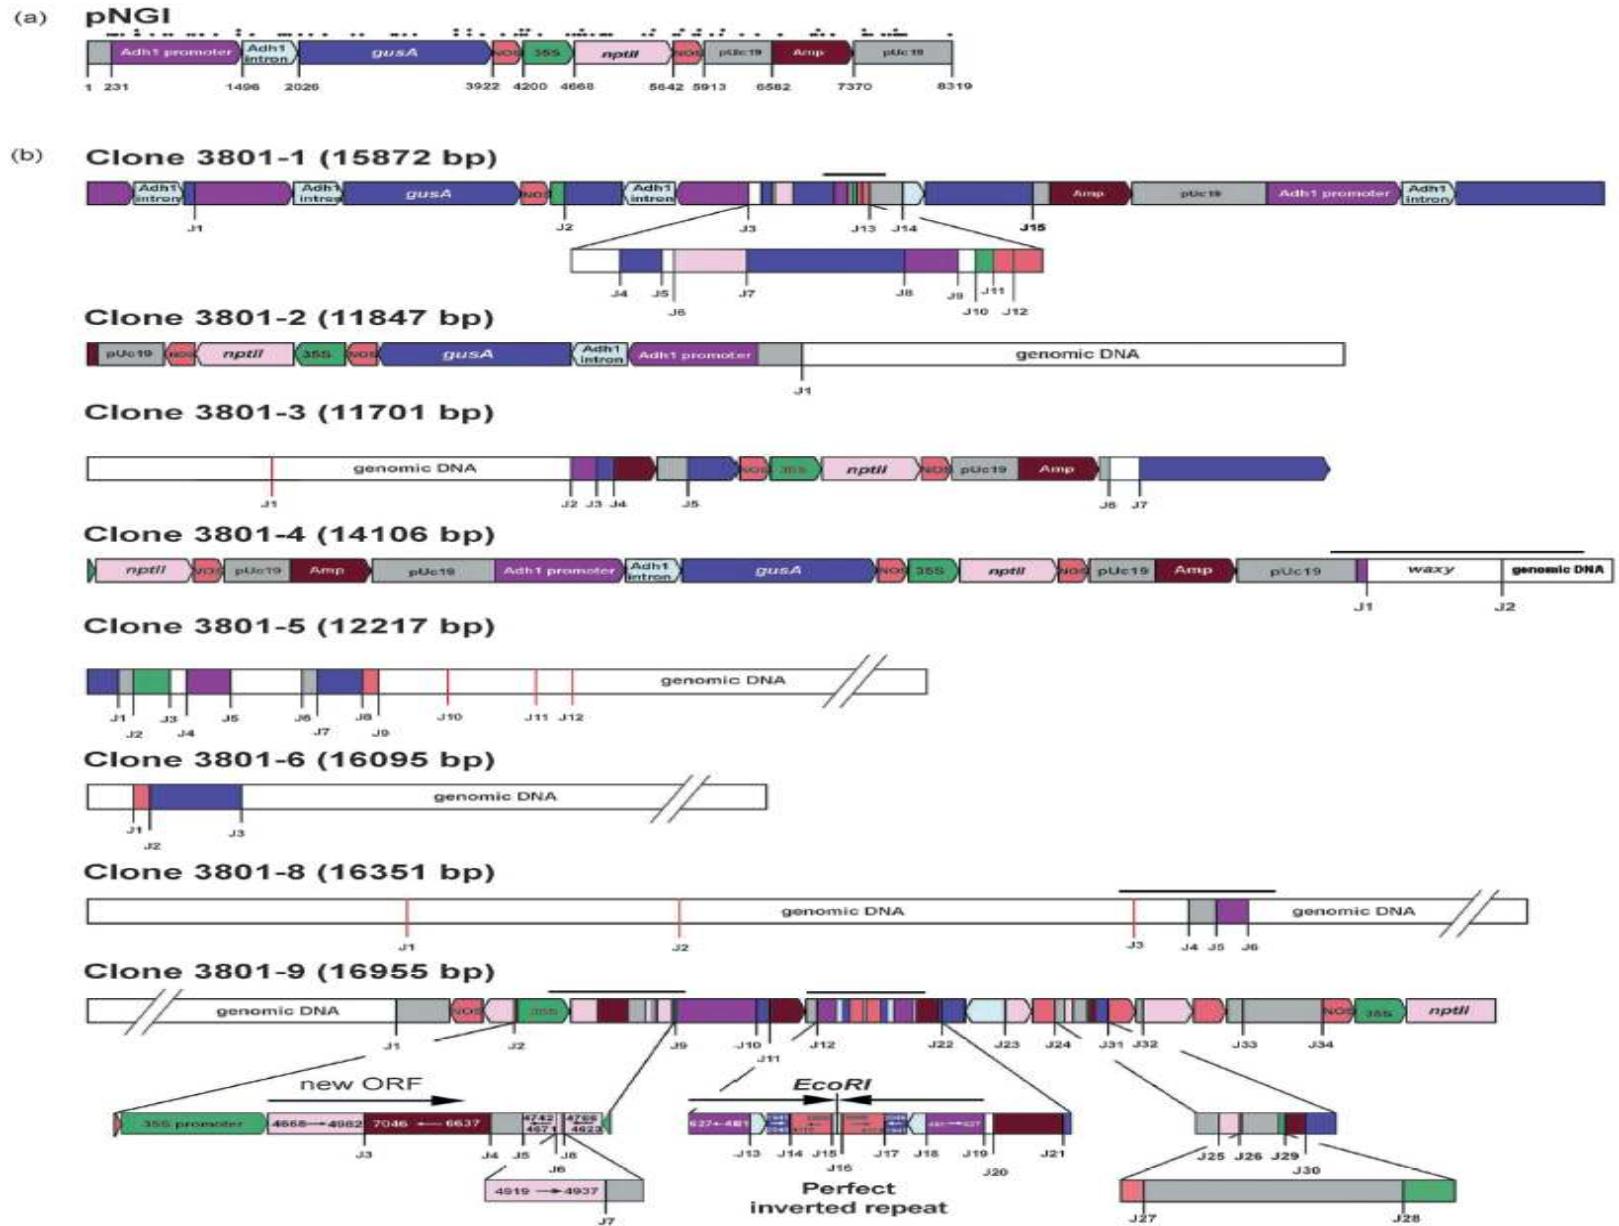 (a) pNGI
Adh1 promoter Adh1 intron gusA NOS 35S nptII NOS pUc19 Amp pUc19
1 231 1496 2026 3922 4200 4668 5642 5913 6582 7370 8319
(b) Clone 3801-1 (15872 bp)
Adh1 intron Adh1 intron gusA NOS Adh1 intron Amp pUc19 Adh1 promoter Adh1 intron
J1 J2 J3 J13 J14 J15
J4 J5 J6 J7 J8 J9 J10 J11 J12
Clone 3801-2 (11847 bp)
pUc19 NOS nptII 35S NOS gusA Adh1 intron Adh1 promoter genomic DNA
J1
Clone 3801-3 (11701 bp)
genomic DNA NOS 35S nptII NOS pUc19 Amp
J1 J2 J3 J4 J5 J6 J7
Clone 3801-4 (14106 bp)
nptII NOS pUc19 Amp pUc19 Adh1 promoter Adh1 intron gusA NOS 35S nptII NOS pUc19 Amp pUc19 waxy genomic DNA
J1 J2
Clone 3801-5 (12217 bp)
genomic DNA
J1 J2 J3 J4 J5 J6 J7 J8 J9 J10 J11 J12
Clone 3801-6 (16095 bp)
genomic DNA
J1 J2 J3
Clone 3801-8 (16351 bp)
genomic DNA genomic DNA
J1 J2 J3 J4 J5 J6
Clone 3801-9 (16955 bp)
genomic DNA NOS 35S NOS 35S nptII
J1 J2 J9 J10 J11 J12 J22 J23 J24 J31 J32 J33 J34
new ORF EcoRI
35S promoter 4668 4982 7046 6637 4742 4671 4766 4623 627 481 481 627
J3 J4 J5 J6 J8 J13 J14 J15 J16 J17 J18 J19 J20 J21 J25 J26 J29 J30
4919 4937
Perfect
inverted repeat
J7 J27 J28